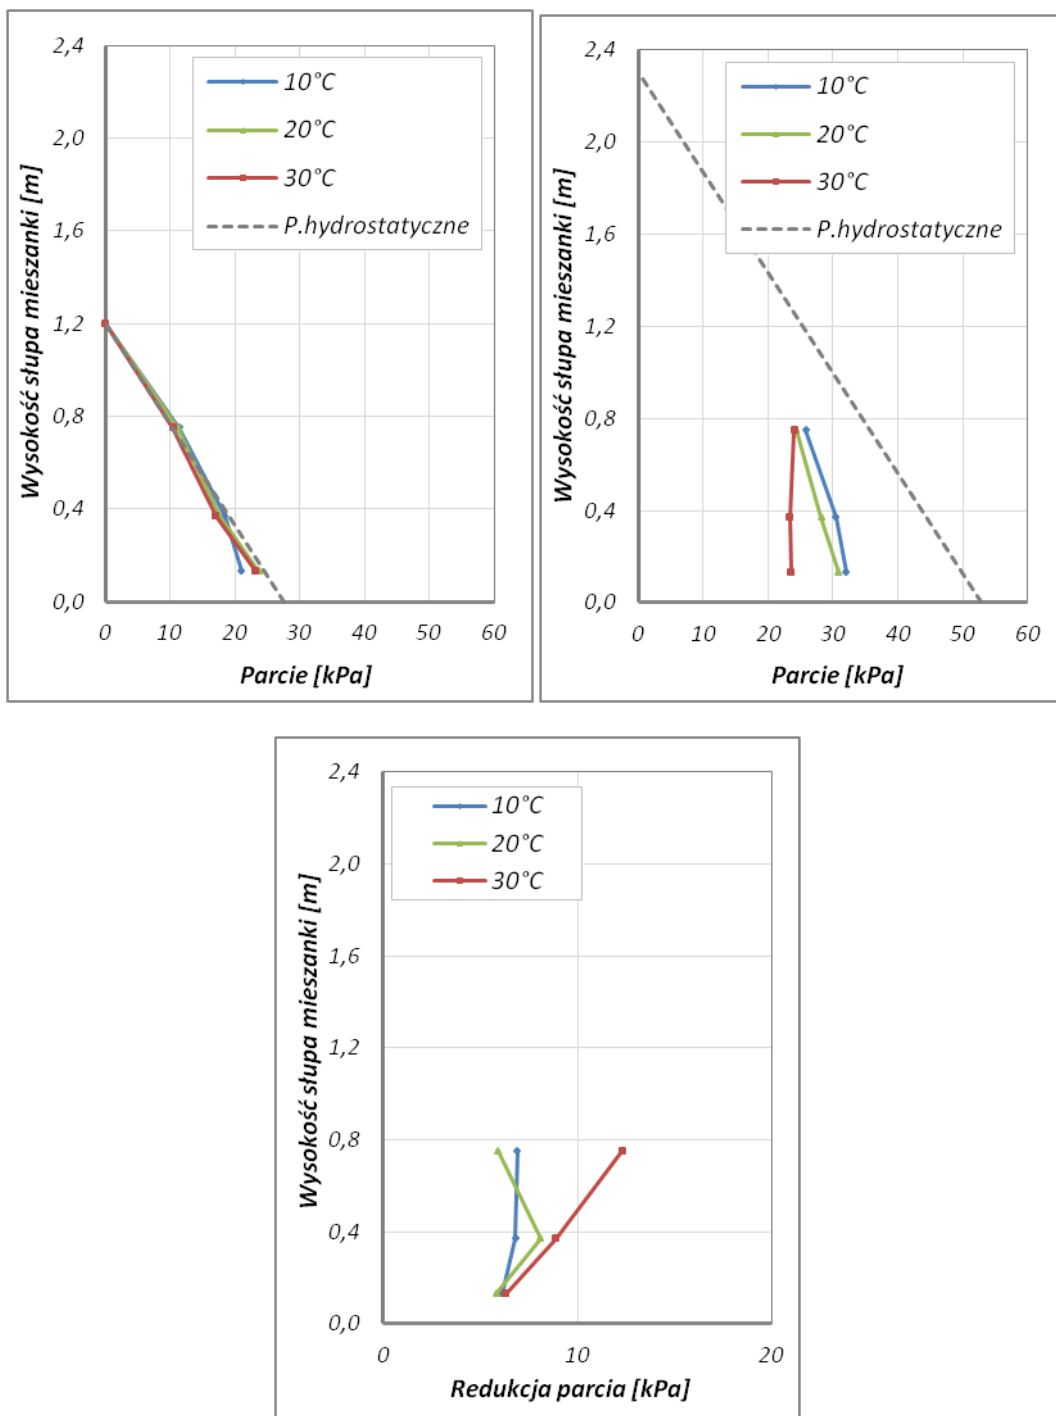 2,4
2,0
1,6
1,2
0,8
0,4
0,0
Wysokość słupa mieszanki [m]
10°C
20°C
30°C
P.hydrostatyczne
0 10 20 30 40 50 60
Parcie [kPa]
2,4
2,0
1,6
1,2
0,8
0,4
0,0
Wysokość słupa mieszanki [m]
10°C
20°C
30°C
P.hydrostatyczne
0 10 20 30 40 50 60
Parcie [kPa]
2,4
2,0
1,6
1,2
0,8
0,4
0,0
Wysokość słupa mieszanki [m]
10°C
20°C
30°C
0 10 20
Redukcja parcia [kPa]